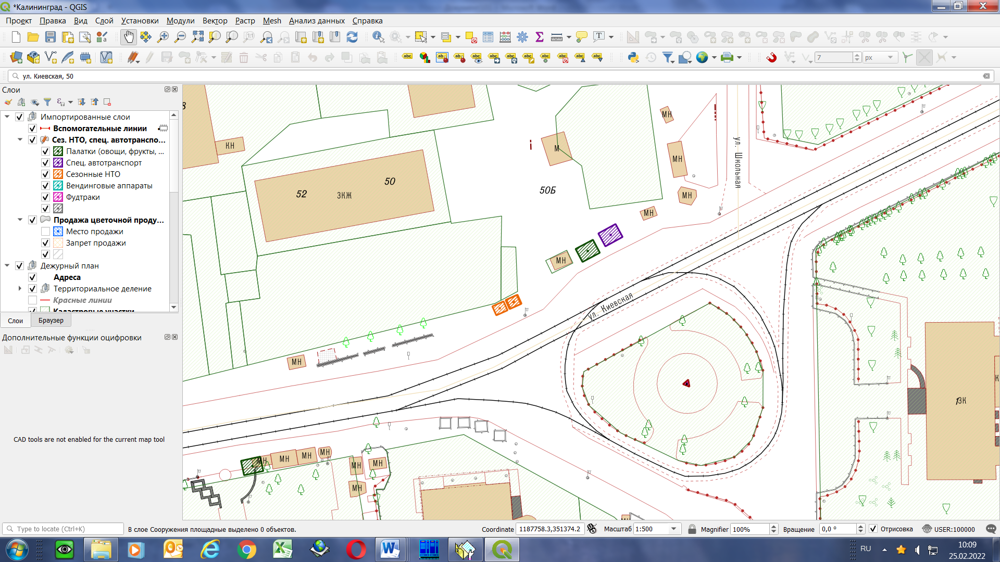 *Калининград - QGIS
Проект Правка Вид Слой Установки Модули Вектор Растр Mesh Анализ данных Справка
7 px
ул. Киевская, 50
Слои
Импортированные слои
Вспомогательные линии
Сез. НТО, спец. автотранспо...
Палатки (овощи, фрукты, ...
Спец. автотранспорт
Сезонные НТО
Вендинговые аппараты
Фудтраки
Продажа цветочной проду...
Место продажи
Запрет продажи
Дежурный план
Адреса
Территориальное деление
Красные линии
Кадастровые участки
Слои Браузер
Дополнительные функции оцифровки
CAD tools are not enabled for the current map tool
КН
52
ЗКЖ
50
М
50Б
МН
МН
МН
МН
МН
ул. Школьная
ул. Киевская
МН
МН
МН
МН
МН
МН
МН
МН
1ЗК
Type to locate (Ctrl+K)
В слое Сооружения площадные выделено 0 объектов.
Coordinate 1187758.3,351374.2
Масштаб 1:500
Magnifier 100%
Вращение 0,0 °
Отрисовка
USER:100000
RU
10:09
25.02.2022